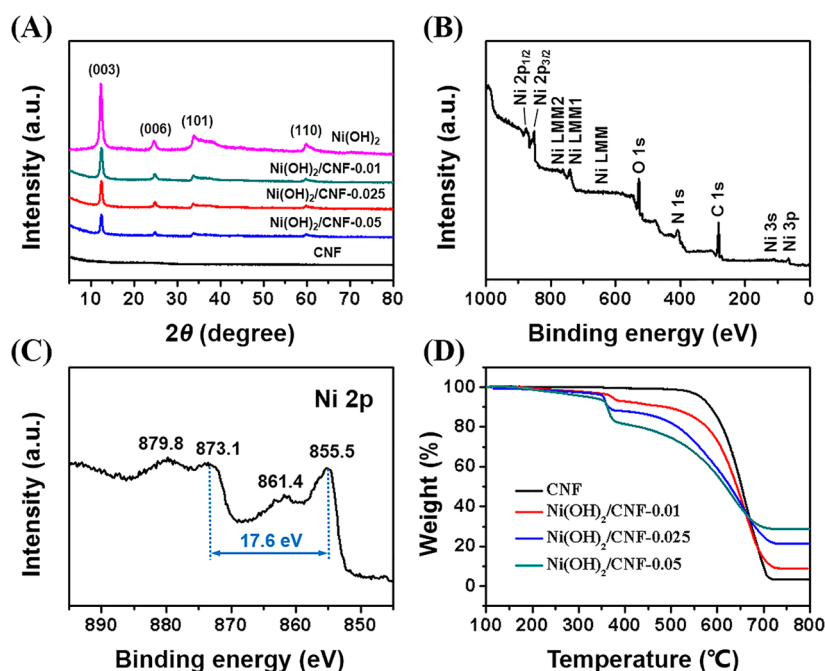 (A)
Intensity (a.u.)
(003)
(006)
(101)
(110)
Ni(OH)₂
Ni(OH)₂/CNF-0.01
Ni(OH)₂/CNF-0.025
Ni(OH)₂/CNF-0.05
CNF
10 20 30 40 50 60 70 80
2θ (degree)
(B)
Intensity (a.u.)
Ni 2p₁/₂
Ni 2p₃/₂
Ni LMM2
Ni LMM1
Ni LMM
O 1s
N 1s
C 1s
Ni 3s
Ni 3p
1000 800 600 400 200 0
Binding energy (eV)
(C)
Intensity (a.u.)
Ni 2p
879.8
873.1
861.4
855.5
17.6 eV
890 880 870 860 850
Binding energy (eV)
(D)
Weight (%)
100
80
60
40
20
0
CNF
Ni(OH)₂/CNF-0.01
Ni(OH)₂/CNF-0.025
Ni(OH)₂/CNF-0.05
100 200 300 400 500 600 700 800
Temperature (℃)